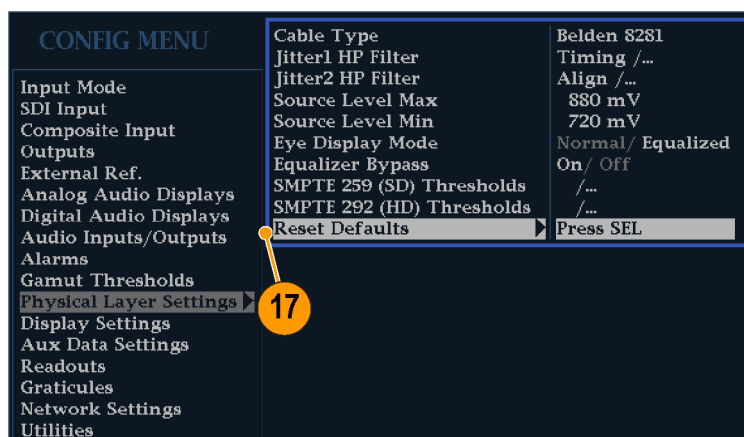 CONFIG MENU
Input Mode
SDI Input
Composite Input
Outputs
External Ref.
Analog Audio Displays
Digital Audio Displays
Audio Inputs/Outputs
Alarms
Gamut Thresholds
Physical Layer Settings
Display Settings
Aux Data Settings
Readouts
Graticules
Network Settings
Utilities
Cable Type Belden 8281
Jitter1 HP Filter Timing /...
Jitter2 HP Filter Align /...
Source Level Max 880 mV
Source Level Min 720 mV
Eye Display Mode Normal/ Equalized
Equalizer Bypass On/ Off
SMPTE 259 (SD) Thresholds /...
SMPTE 292 (HD) Thresholds /...
Reset Defaults Press SEL
17